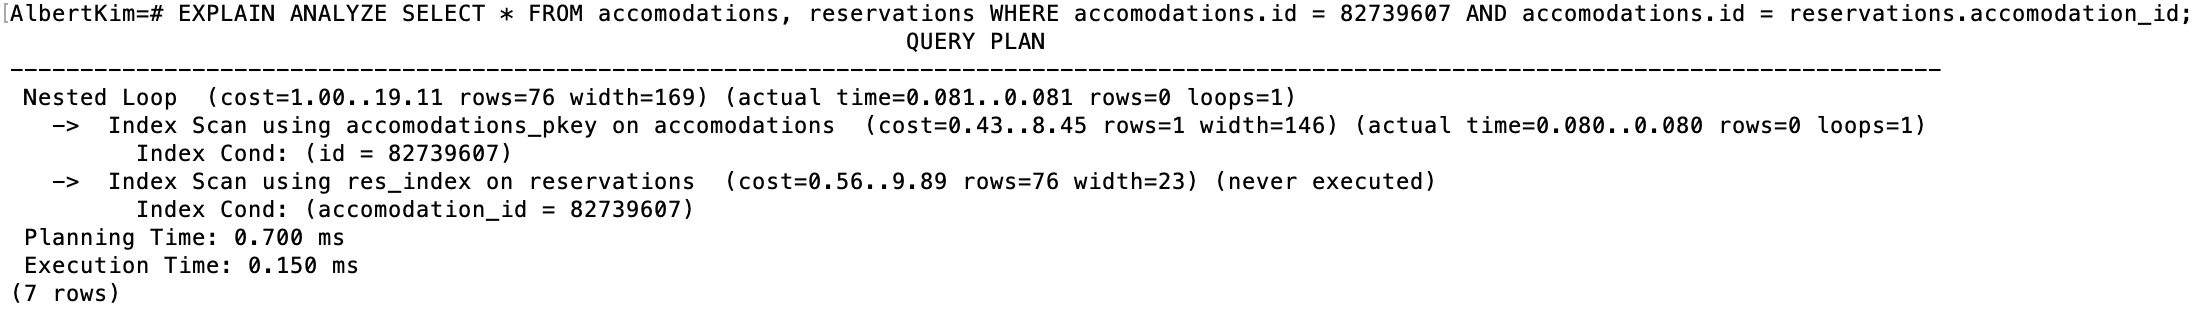 [AlbertKim=# EXPLAIN ANALYZE SELECT * FROM accomodations, reservations WHERE accomodations.id = 82739607 AND accomodations.id = reservations.accomodation_id;
QUERY PLAN
------------------------------------------------------------------------------------------------------------------------------------------
Nested Loop  (cost=1.00..19.11 rows=76 width=169) (actual time=0.081..0.081 rows=0 loops=1)
  ->  Index Scan using accomodations_pkey on accomodations  (cost=0.43..8.45 rows=1 width=146) (actual time=0.080..0.080 rows=0 loops=1)
        Index Cond: (id = 82739607)
  ->  Index Scan using res_index on reservations  (cost=0.56..9.89 rows=76 width=23) (never executed)
        Index Cond: (accomodation_id = 82739607)
Planning Time: 0.700 ms
Execution Time: 0.150 ms
(7 rows)